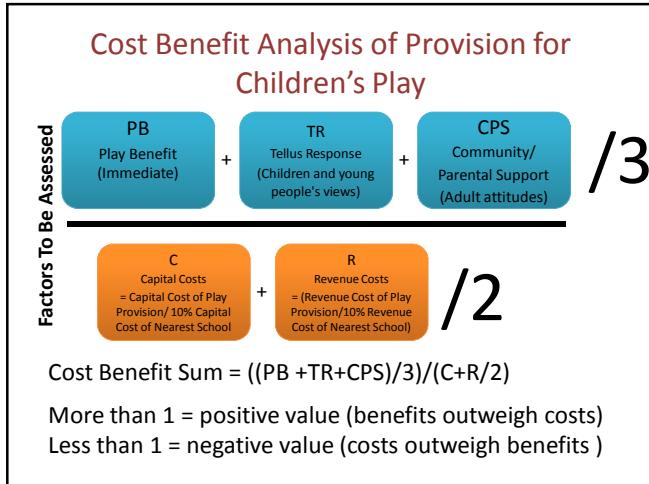 Cost Benefit Analysis of Provision for
Children's Play
Factors To Be Assessed
PB
Play Benefit
(Immediate)
+
TR
Tellus Response
(Children and young
people's views)
+
CPS
Community/
Parental Support
(Adult attitudes)
/3
C
Capital Costs
= Capital Cost of Play
Provision/ 10% Capital
Cost of Nearest School
+
R
Revenue Costs
= (Revenue Cost of Play
Provision/10% Revenue
Cost of Nearest School)
/2
Cost Benefit Sum = ((PB +TR+CPS)/3)/(C+R/2)
More than 1 = positive value (benefits outweigh costs)
Less than 1 = negative value (costs outweigh benefits )